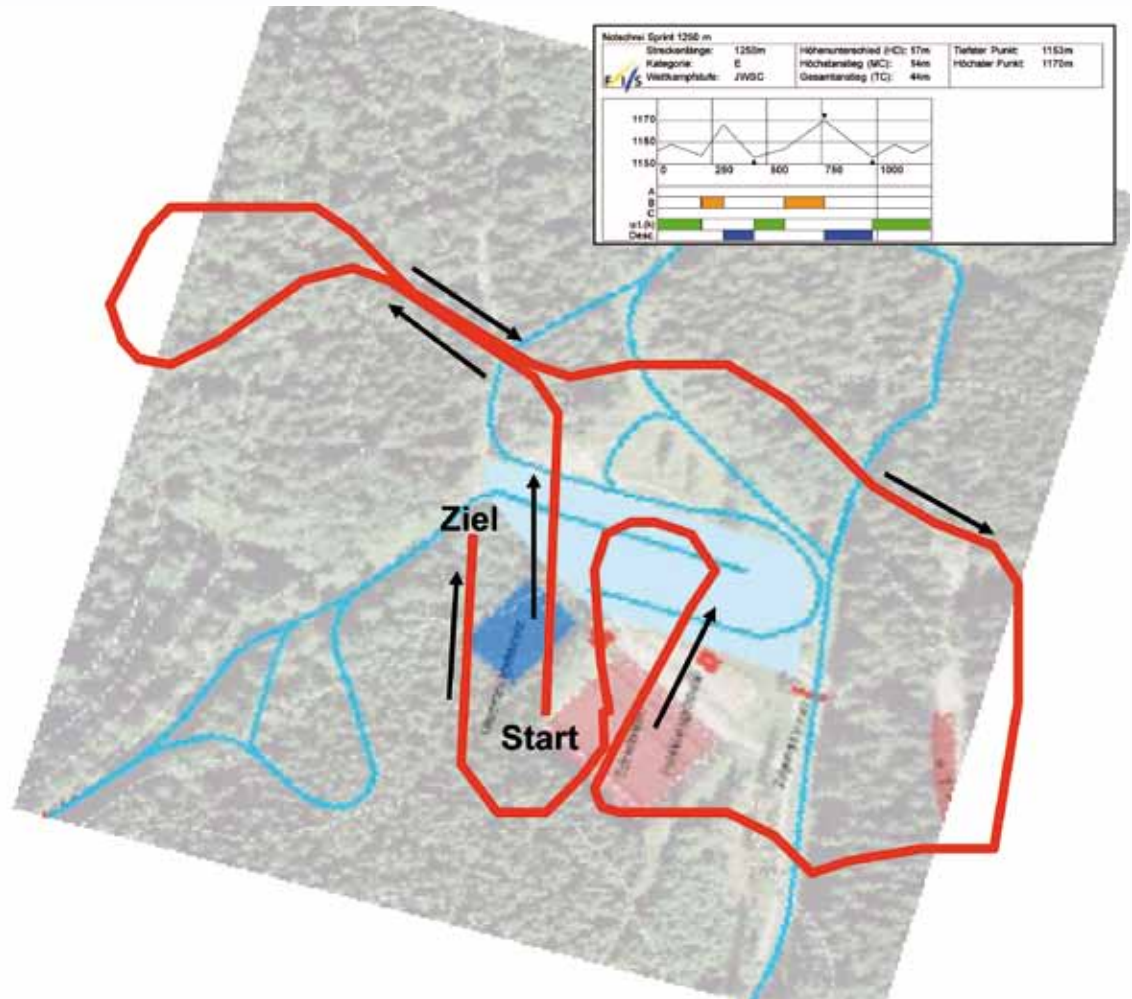 Notschrei Sprint 1250 m
Streckenlänge: 1250m Höhenunterschied (HD): 17m Tiefster Punkt: 1153m
Kategorie: E Höchstanstieg (MC): 14m Höchster Punkt: 1170m
FIS Wettkampfstufe: JWSC Gesamtanstieg (TC): 44m
1170
1150
0 250 500 750 1000
A
B
C
Desc
Ziel
Start